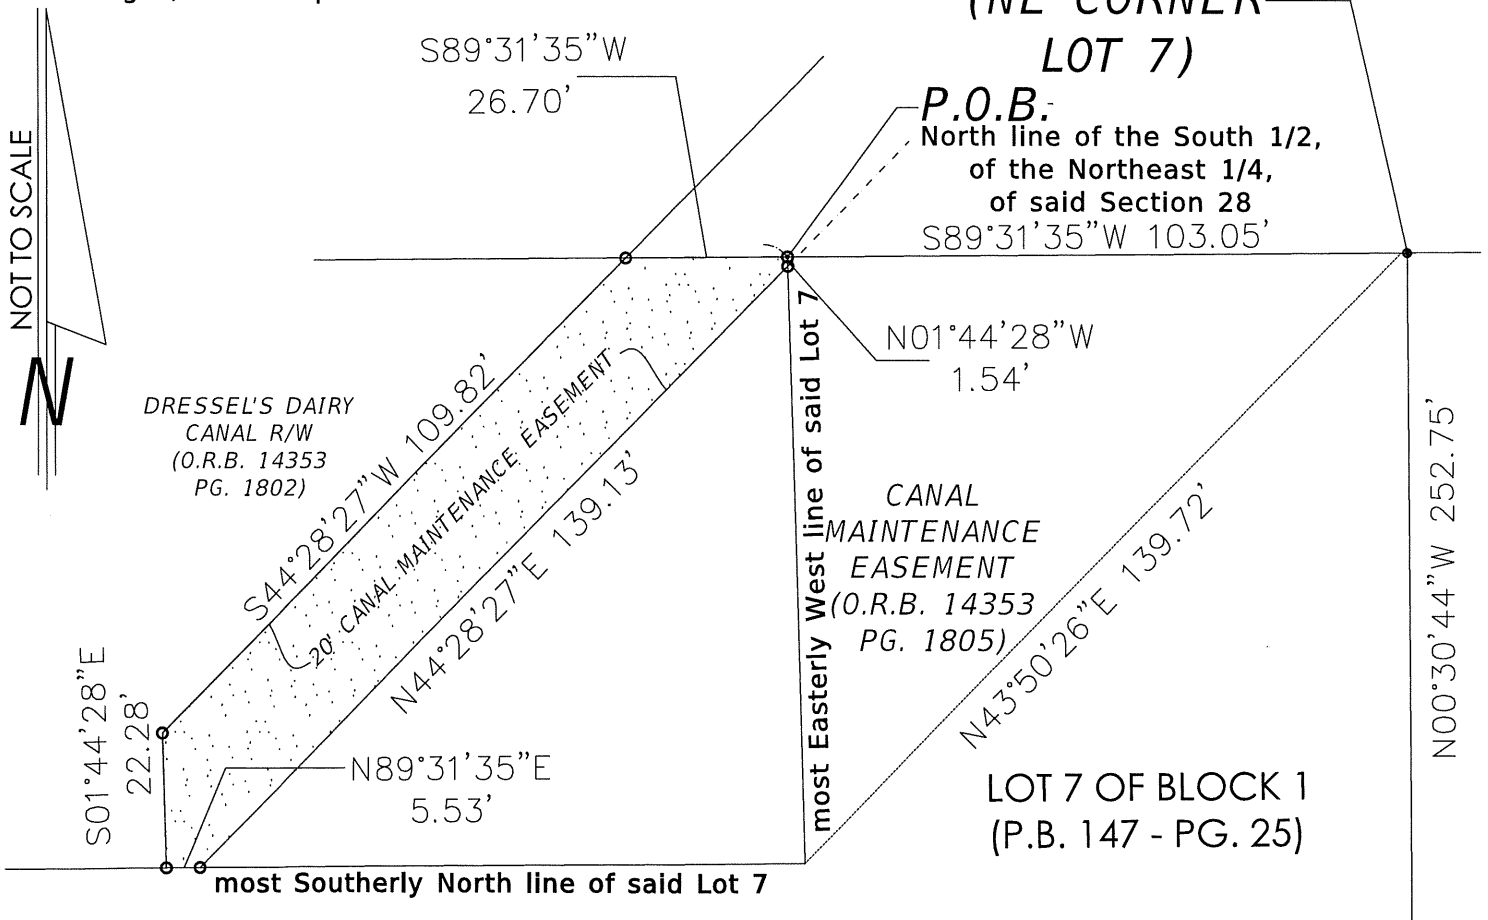 (NE CORNER
LOT 7)
S89°31'35"W
26.70'
P.O.B.
North line of the South 1/2,
of the Northeast 1/4,
of said Section 28
S89°31'35"W 103.05'
NOT TO SCALE
N
N01°44'28"W
1.54'
DRESSEL'S DAIRY
CANAL R/W
(O.R.B. 14353
PG. 1802)
S44°28'27"W 109.82'
20' CANAL MAINTENANCE EASEMENT
N44°28'27"E 139.13'
most Easterly West line of said Lot 7
CANAL
MAINTENANCE
EASEMENT
(O.R.B. 14353
PG. 1805)
N43°50'26"E 139.72'
N00°30'44"W 252.75'
S01°44'28"E
22.28'
N89°31'35"E
5.53'
LOT 7 OF BLOCK 1
(P.B. 147 - PG. 25)
most Southerly North line of said Lot 7